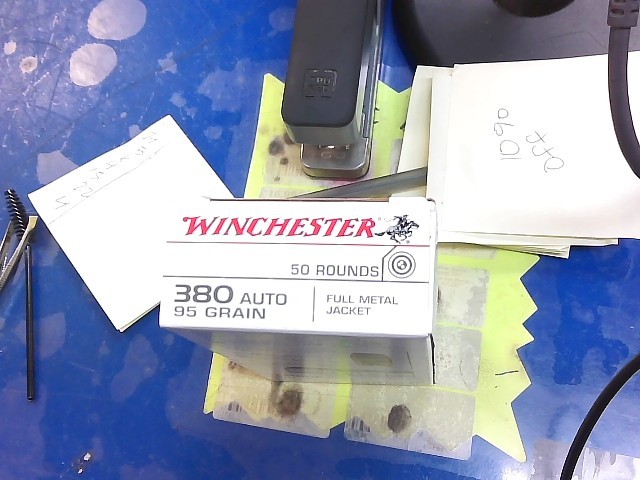 WINCHESTER
50 ROUNDS
380 AUTO
95 GRAIN
FULL METAL
JACKET